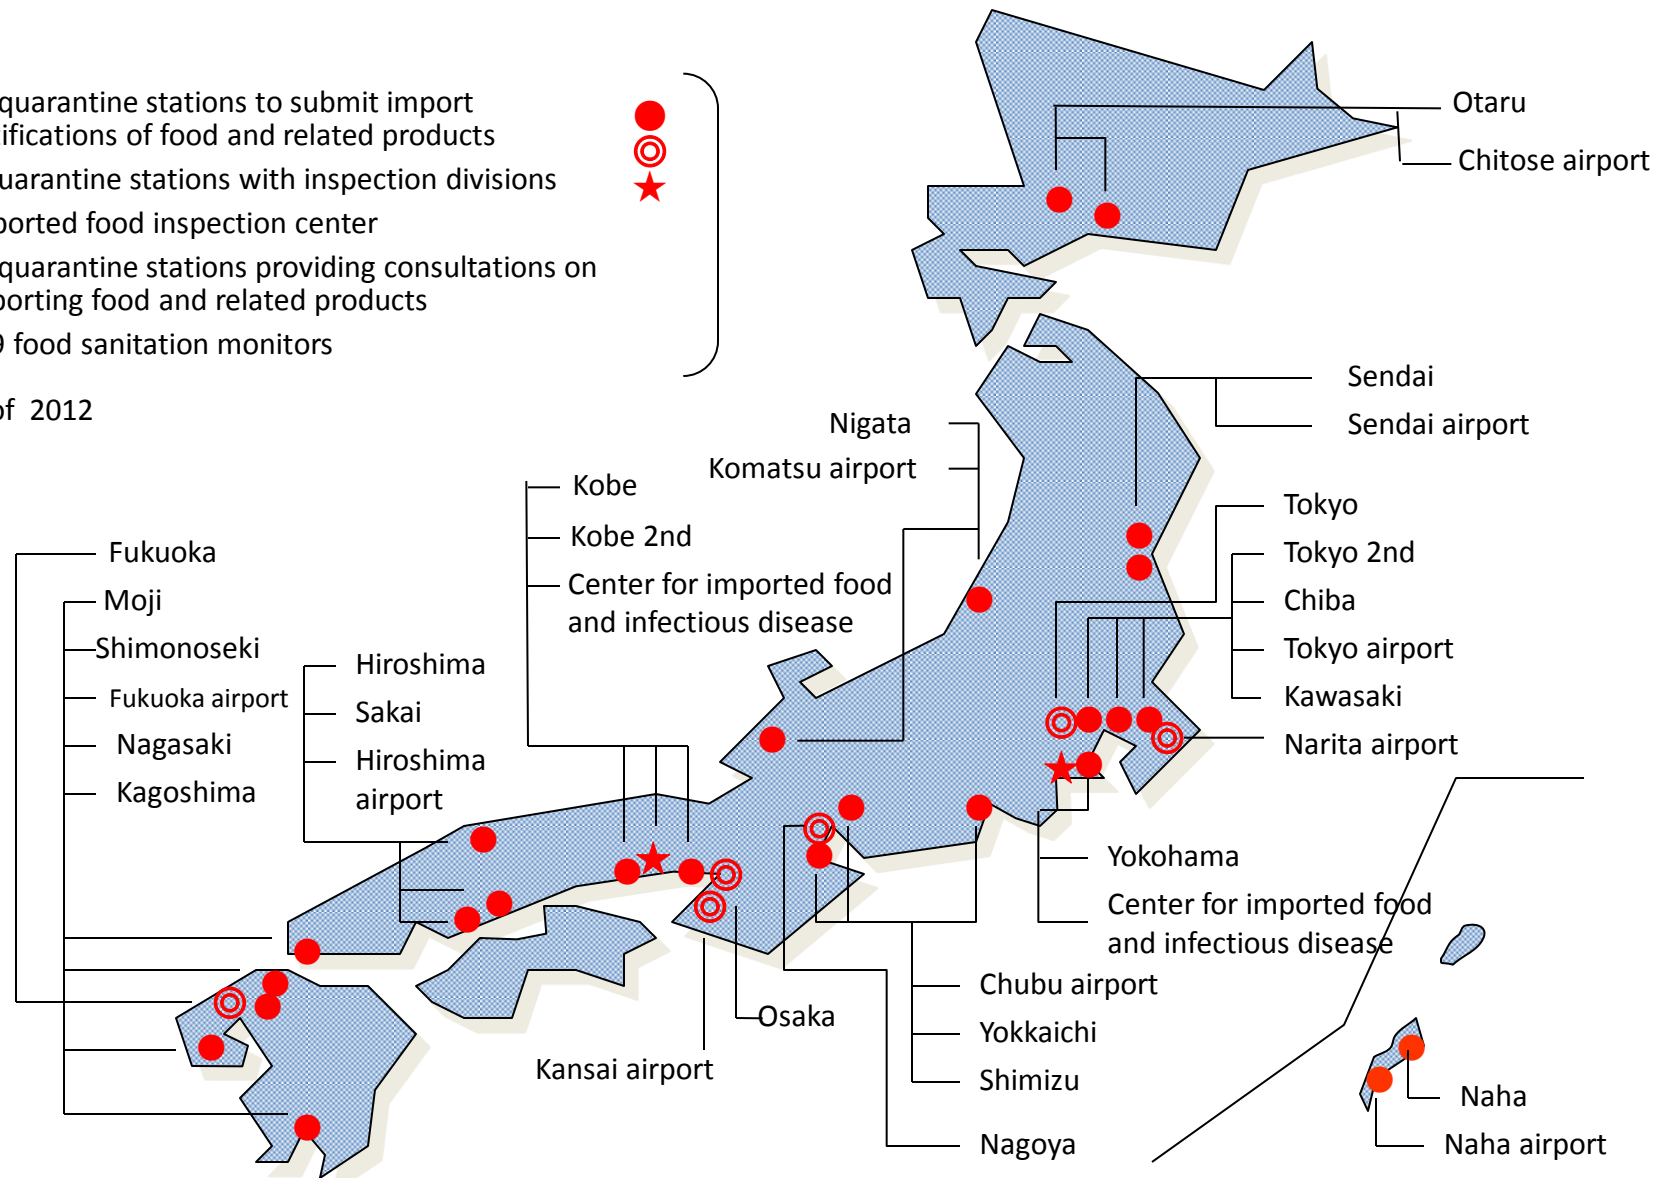 quarantine stations to submit import
ifications of food and related products
uarantine stations with inspection divisions
ported food inspection center
quarantine stations providing consultations on
porting food and related products
9 food sanitation monitors
of 2012
Otaru
Chitose airport
Sendai
Sendai airport
Nigata
Komatsu airport
Kobe
Kobe 2nd
Center for imported food
and infectious disease
Tokyo
Tokyo 2nd
Chiba
Tokyo airport
Kawasaki
Narita airport
Fukuoka
Moji
Shimonoseki
Fukuoka airport
Nagasaki
Kagoshima
Hiroshima
Sakai
Hiroshima
airport
Yokohama
Center for imported food
and infectious disease
Chubu airport
Yokkaichi
Shimizu
Nagoya
Osaka
Kansai airport
Naha
Naha airport